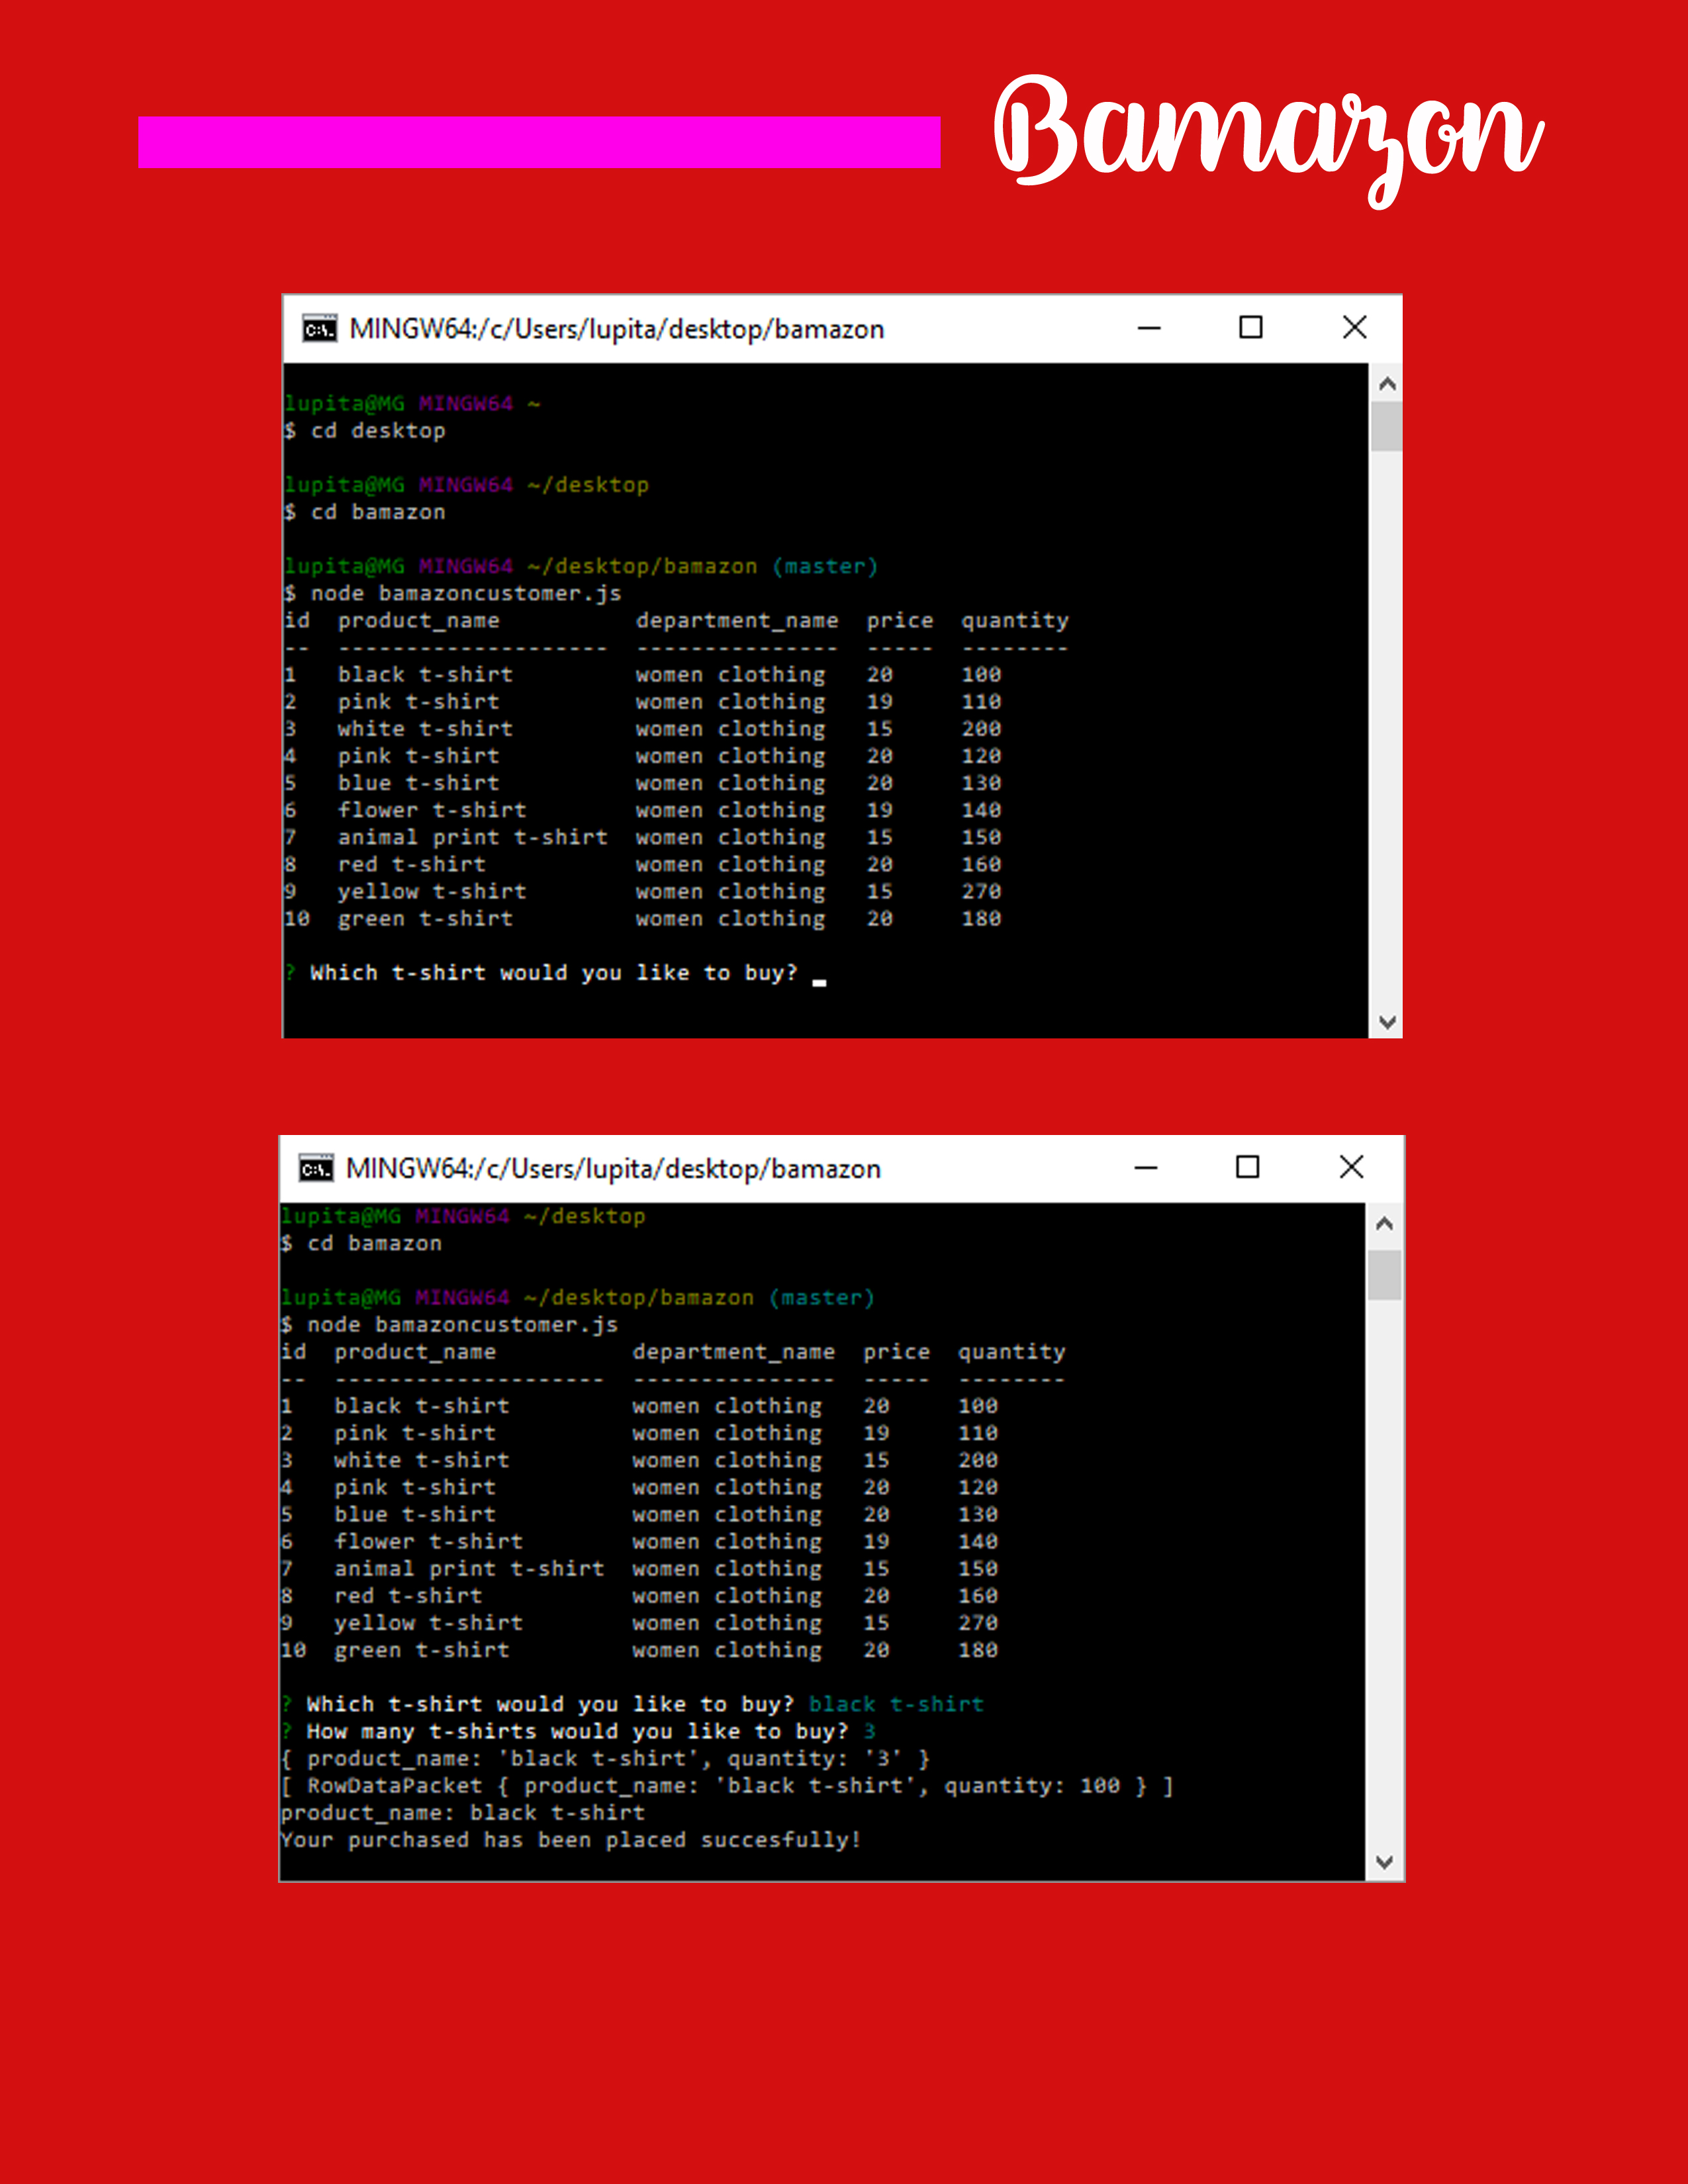 Bamazon
MINGW64:/c/Users/lupita/desktop/bamazon
lupita@MG MINGW64 ~
$ cd desktop
lupita@MG MINGW64 ~/desktop
$ cd bamazon
lupita@MG MINGW64 ~/desktop/bamazon (master)
$ node bamazoncustomer.js
id  product_name          department_name  price  quantity
--  --------------------  ---------------  -----  --------
1   black t-shirt         women clothing   20     100
2   pink t-shirt          women clothing   19     110
3   white t-shirt         women clothing   15     200
4   pink t-shirt          women clothing   20     120
5   blue t-shirt          women clothing   20     130
6   flower t-shirt        women clothing   19     140
7   animal print t-shirt  women clothing   15     150
8   red t-shirt           women clothing   20     160
9   yellow t-shirt        women clothing   15     270
10  green t-shirt         women clothing   20     180
? Which t-shirt would you like to buy? _
MINGW64:/c/Users/lupita/desktop/bamazon
lupita@MG MINGW64 ~/desktop
$ cd bamazon
lupita@MG MINGW64 ~/desktop/bamazon (master)
$ node bamazoncustomer.js
id  product_name          department_name  price  quantity
--  --------------------  ---------------  -----  --------
1   black t-shirt         women clothing   20     100
2   pink t-shirt          women clothing   19     110
3   white t-shirt         women clothing   15     200
4   pink t-shirt          women clothing   20     120
5   blue t-shirt          women clothing   20     130
6   flower t-shirt        women clothing   19     140
7   animal print t-shirt  women clothing   15     150
8   red t-shirt           women clothing   20     160
9   yellow t-shirt        women clothing   15     270
10  green t-shirt         women clothing   20     180
? Which t-shirt would you like to buy? black t-shirt
? How many t-shirts would you like to buy? 3
{ product_name: 'black t-shirt', quantity: '3' }
[ RowDataPacket { product_name: 'black t-shirt', quantity: 100 } ]
product_name: black t-shirt
Your purchased has been placed succesfully!